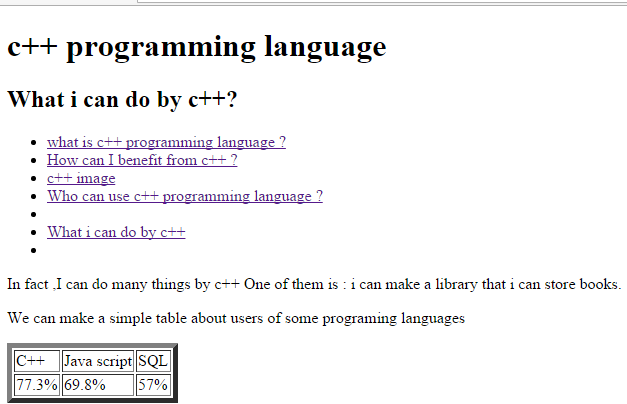 c++ programming language
What i can do by c++?
what is c++ programming language ?
How can I benefit from c++ ?
c++ image
Who can use c++ programming language ?
What i can do by c++
In fact ,I can do many things by c++ One of them is : i can make a library that i can store books.
We can make a simple table about users of some programing languages
C++ Java script SQL
77.3% 69.8% 57%